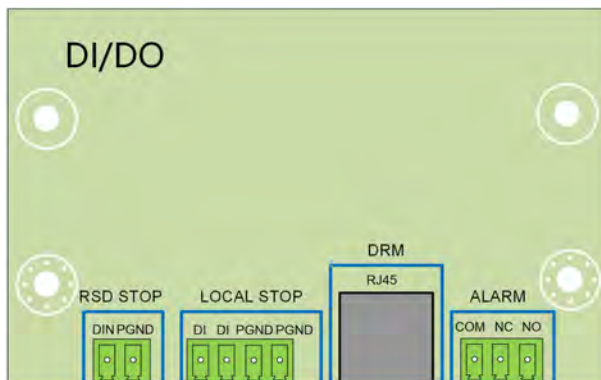 DI/DO
DRM
RJ45
RSD STOP
LOCAL STOP
ALARM
DIN PGND
DI DI PGND PGND
COM NC NO